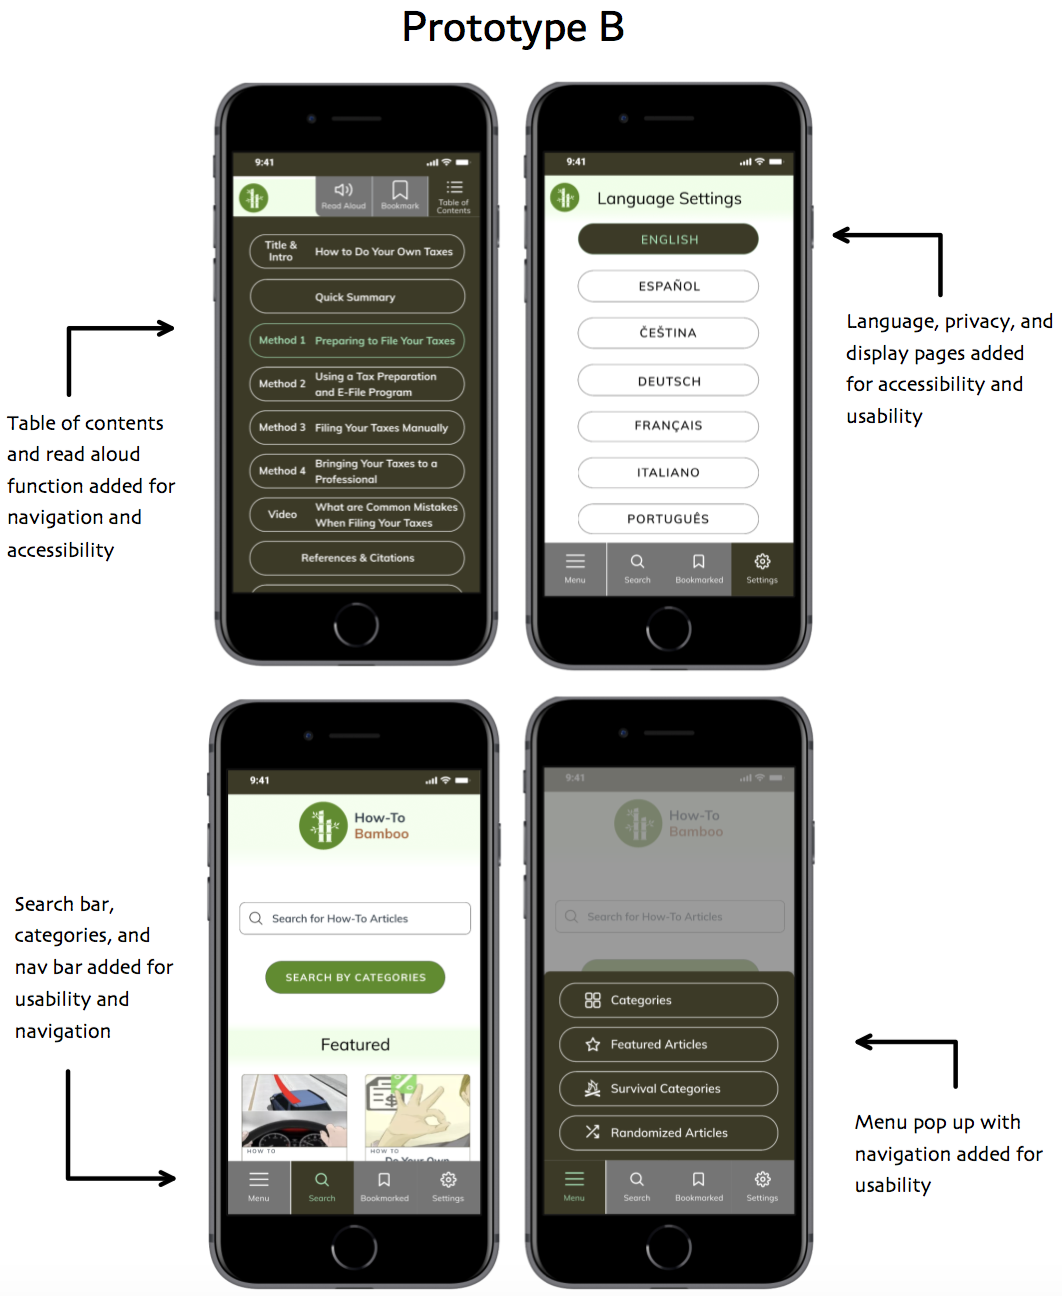 Prototype B
9:41
Read Aloud
Bookmark
Table of
Contents
Title &
Intro
How to Do Your Own Taxes
Quick Summary
Method 1
Preparing to File Your Taxes
Method 2
Using a Tax Preparation
and E-File Program
Method 3
Filing Your Taxes Manually
Method 4
Bringing Your Taxes to a
Professional
Video
What are Common Mistakes
When Filing Your Taxes
References & Citations
9:41
Language Settings
ENGLISH
ESPAÑOL
ČEŠTINA
DEUTSCH
FRANÇAIS
ITALIANO
PORTUGUÊS
Menu
Search
Bookmarked
Settings
Table of contents
and read aloud
function added for
navigation and
accessibility
Language, privacy, and
display pages added
for accessibility and
usability
9:41
How-To
Bamboo
Search for How-To Articles
SEARCH BY CATEGORIES
Featured
HOW TO
HOW TO
Do Your Own
Menu
Search
Bookmarked
Settings
9:41
How-To
Bamboo
Search for How-To Articles
Categories
Featured Articles
Survival Categories
Randomized Articles
Menu
Search
Bookmarked
Settings
Search bar,
categories, and
nav bar added for
usability and
navigation
Menu pop up with
navigation added for
usability